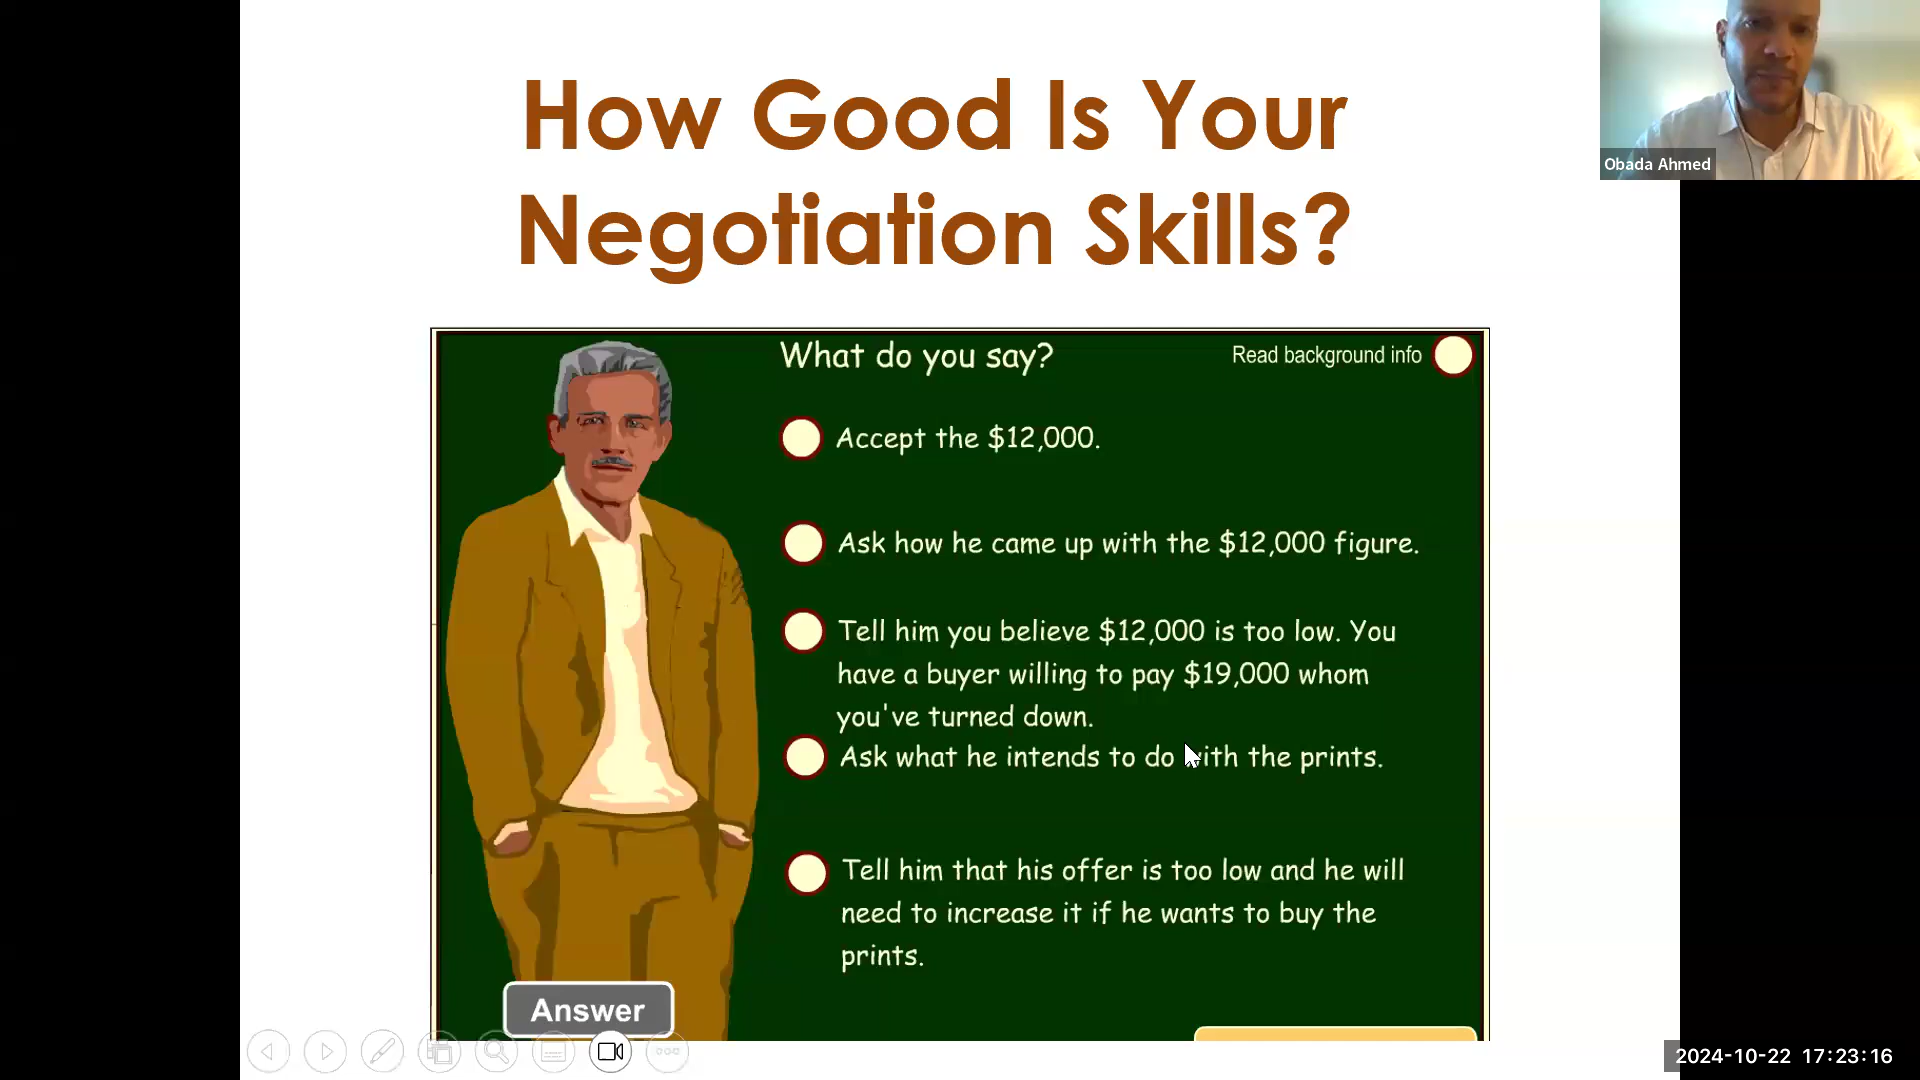 How Good Is Your
Negotiation Skills?
Obada Ahmed
What do you say?
Read background info
Accept the $12,000.
Ask how he came up with the $12,000 figure.
Tell him you believe $12,000 is too low. You
have a buyer willing to pay $19,000 whom
you've turned down.
Ask what he intends to do with the prints.
Tell him that his offer is too low and he will
need to increase it if he wants to buy the
prints.
Answer
2024-10-22 17:23:16